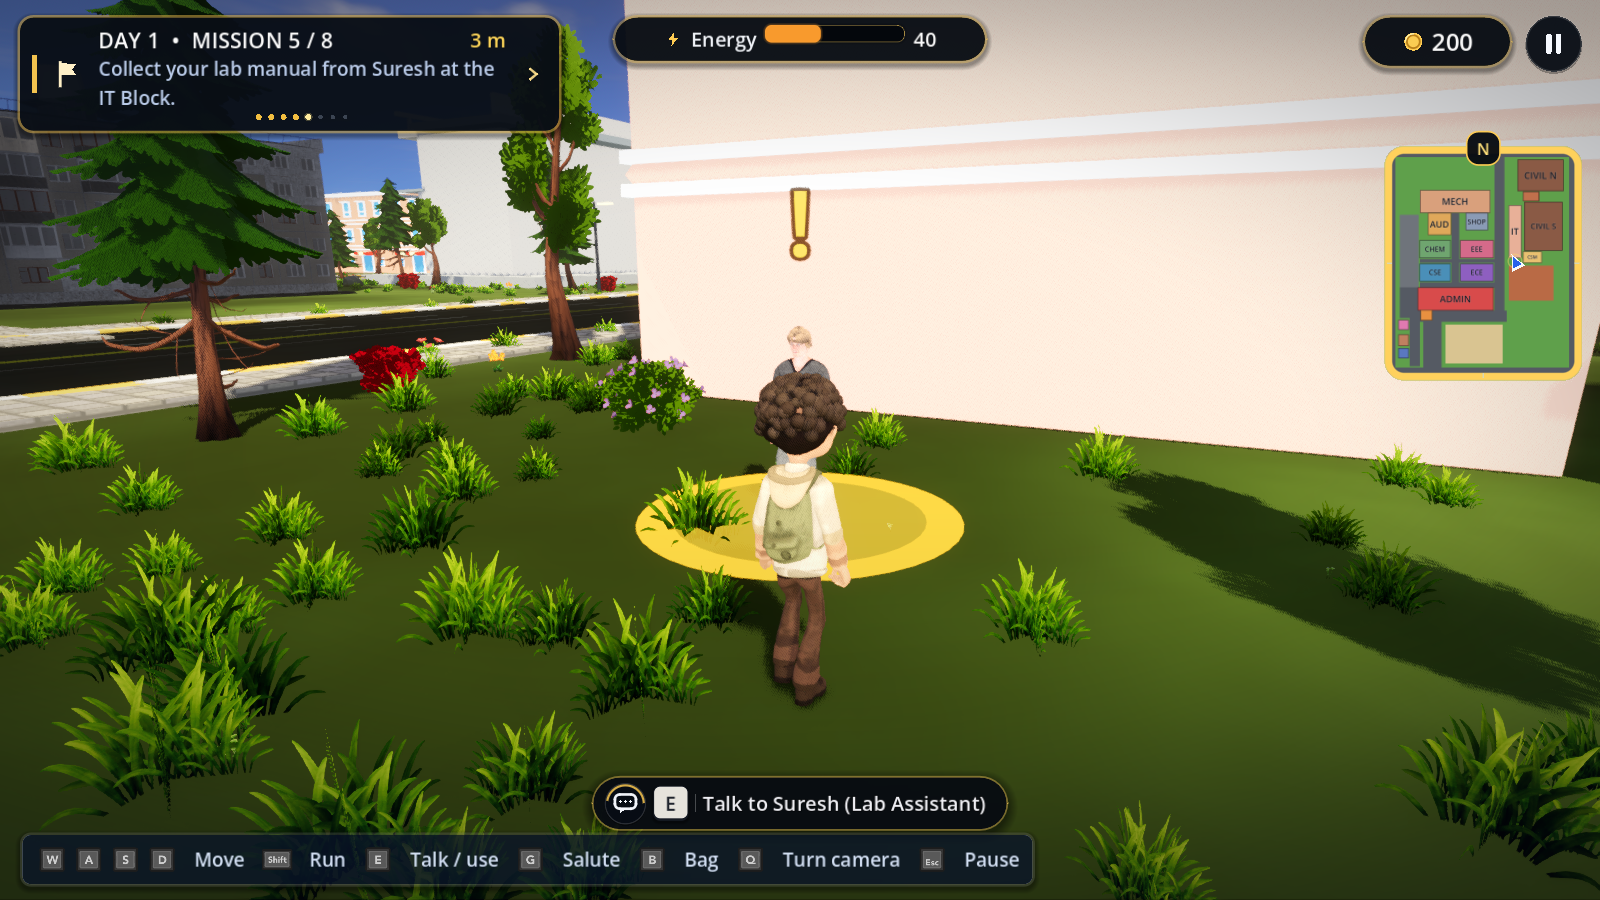 DAY 1 • MISSION 5 / 8
3 m
Collect your lab manual from Suresh at the
IT Block.
Energy
40
200
N
CIVIL N
MECH
AUD
SHOP
IT
CIVIL S
CHEM
EEE
CSE
ECE
ADMIN
E Talk to Suresh (Lab Assistant)
W A S D Move Shift Run E Talk / use G Salute B Bag Q Turn camera Esc Pause